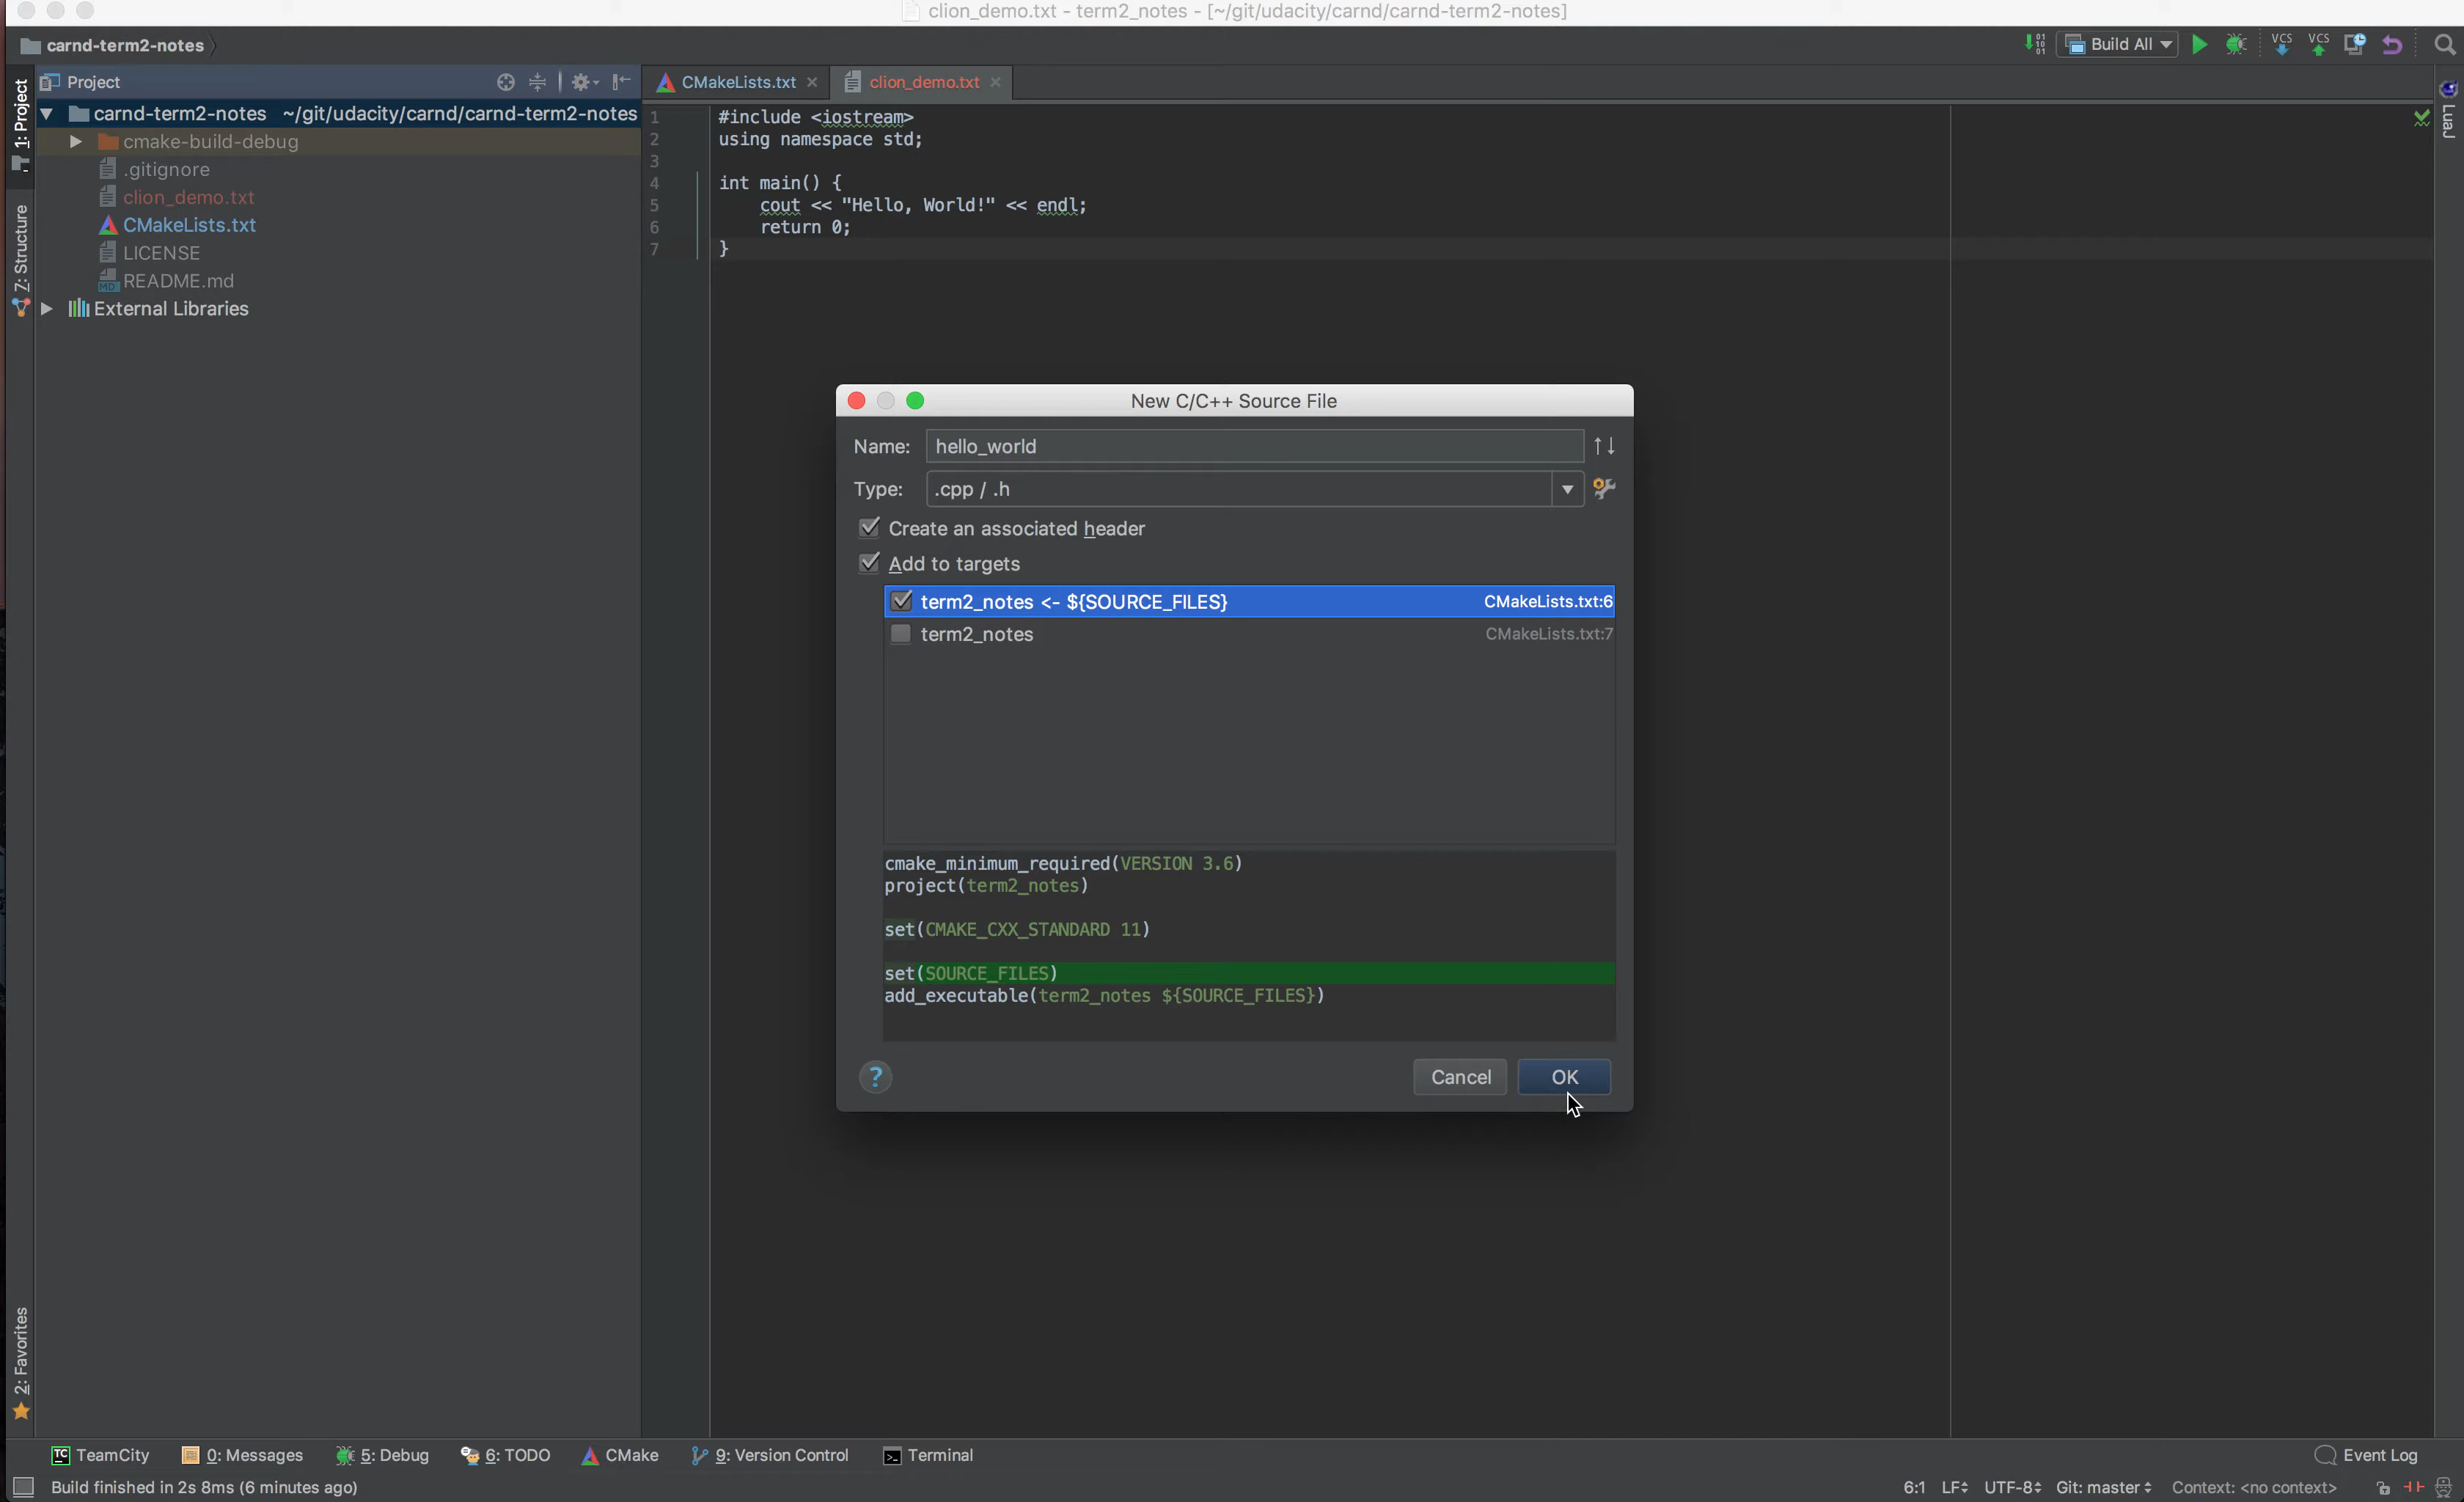 clion_demo.txt - term2_notes - [~/git/udacity/carnd/carnd-term2-notes]
carnd-term2-notes
Build All
VCS
VCS
1: Project
Project
CMakeLists.txt
clion_demo.txt
carnd-term2-notes ~/git/udacity/carnd/carnd-term2-notes
cmake-build-debug
.gitignore
clion_demo.txt
CMakeLists.txt
LICENSE
README.md
External Libraries
7: Structure
2: Favorites
LuaJ
1 #include <iostream>
2 using namespace std;
3
4 int main() {
5 cout << "Hello, World!" << endl;
6 return 0;
7 }
New C/C++ Source File
Name: hello_world
Type: .cpp / .h
Create an associated header
Add to targets
term2_notes <- ${SOURCE_FILES} CMakeLists.txt:6
term2_notes CMakeLists.txt:7
cmake_minimum_required(VERSION 3.6)
project(term2_notes)
set(CMAKE_CXX_STANDARD 11)
set(SOURCE_FILES)
add_executable(term2_notes ${SOURCE_FILES})
?
Cancel
OK
TC TeamCity
0: Messages
5: Debug
6: TODO
CMake
9: Version Control
Terminal
Event Log
Build finished in 2s 8ms (6 minutes ago)
6:1
LF
UTF-8
Git: master
Context: <no context>